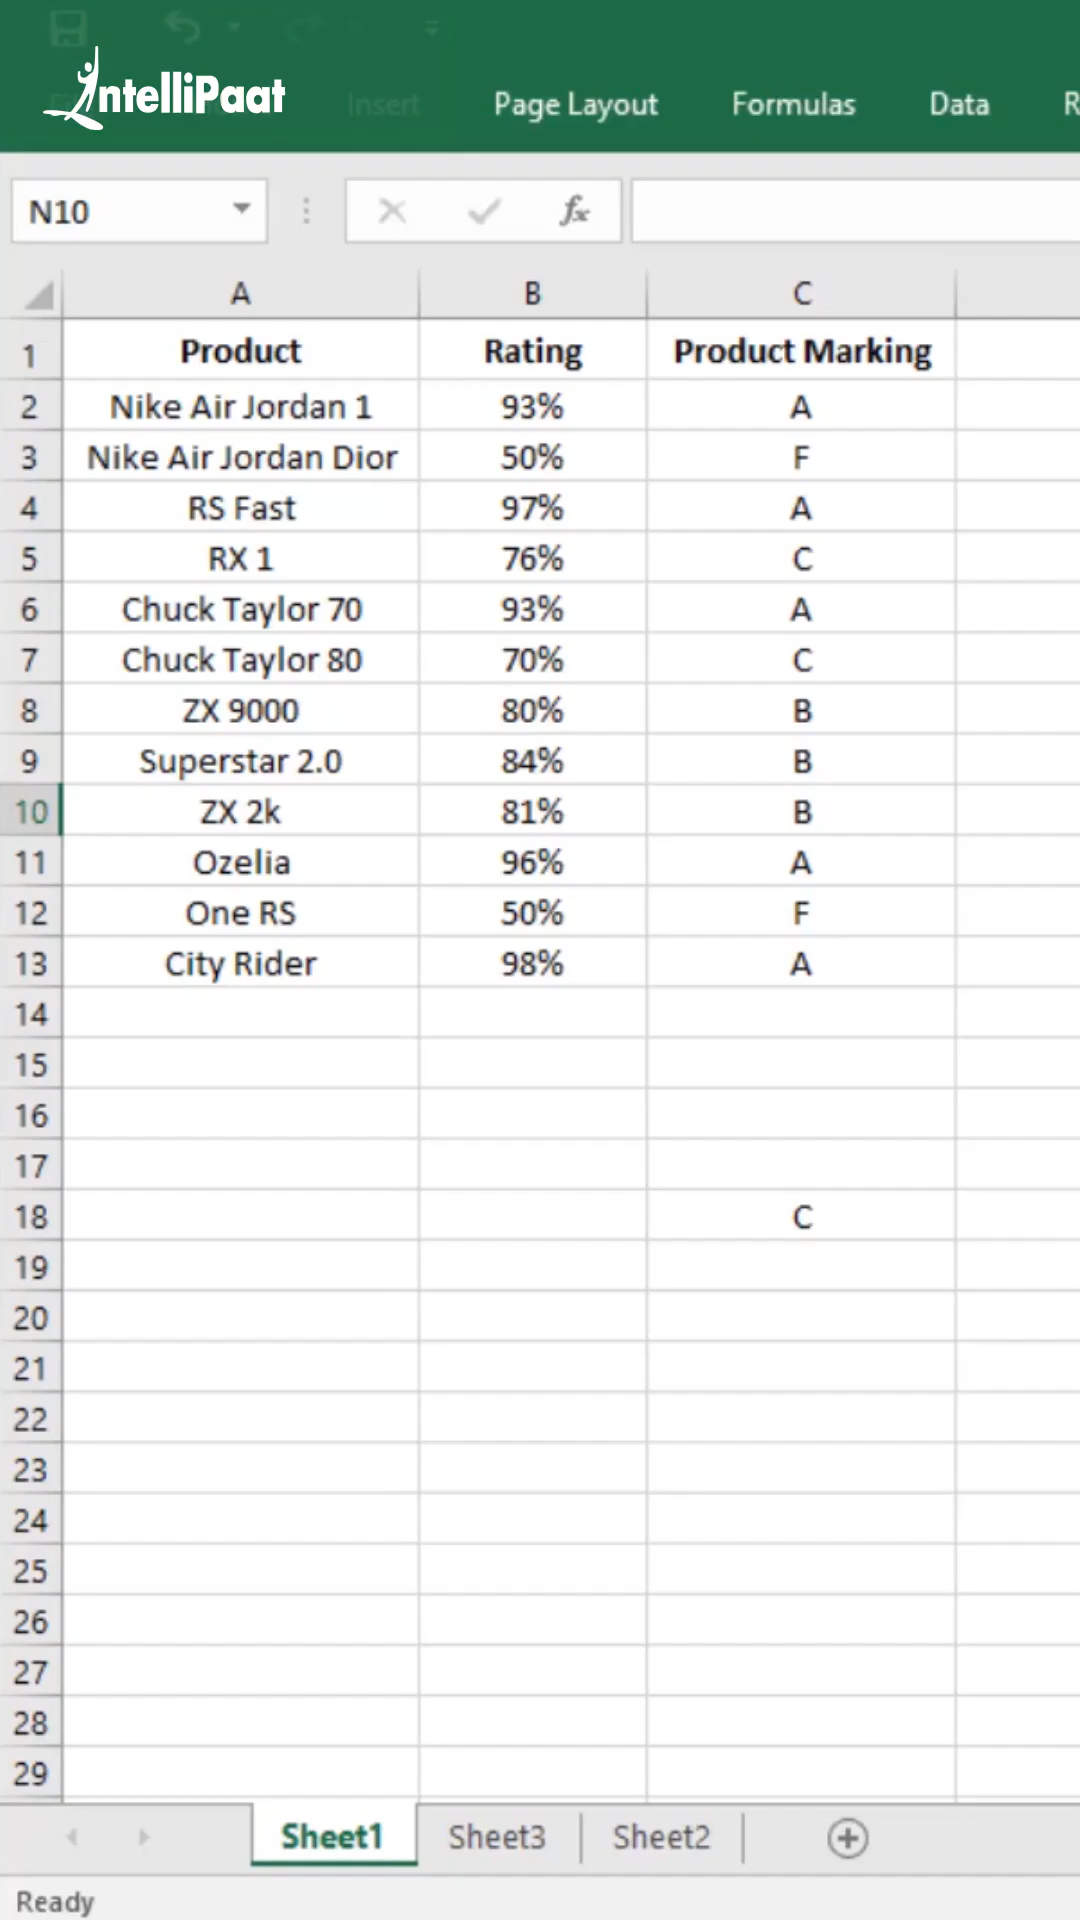 IntelliPaat
Insert Page Layout Formulas Data R
N10 fx
A B C
1 Product Rating Product Marking
2 Nike Air Jordan 1 93% A
3 Nike Air Jordan Dior 50% F
4 RS Fast 97% A
5 RX 1 76% C
6 Chuck Taylor 70 93% A
7 Chuck Taylor 80 70% C
8 ZX 9000 80% B
9 Superstar 2.0 84% B
10 ZX 2k 81% B
11 Ozelia 96% A
12 One RS 50% F
13 City Rider 98% A
14
15
16
17
18 C
19
20
21
22
23
24
25
26
27
28
29
Sheet1 Sheet3 Sheet2
Ready